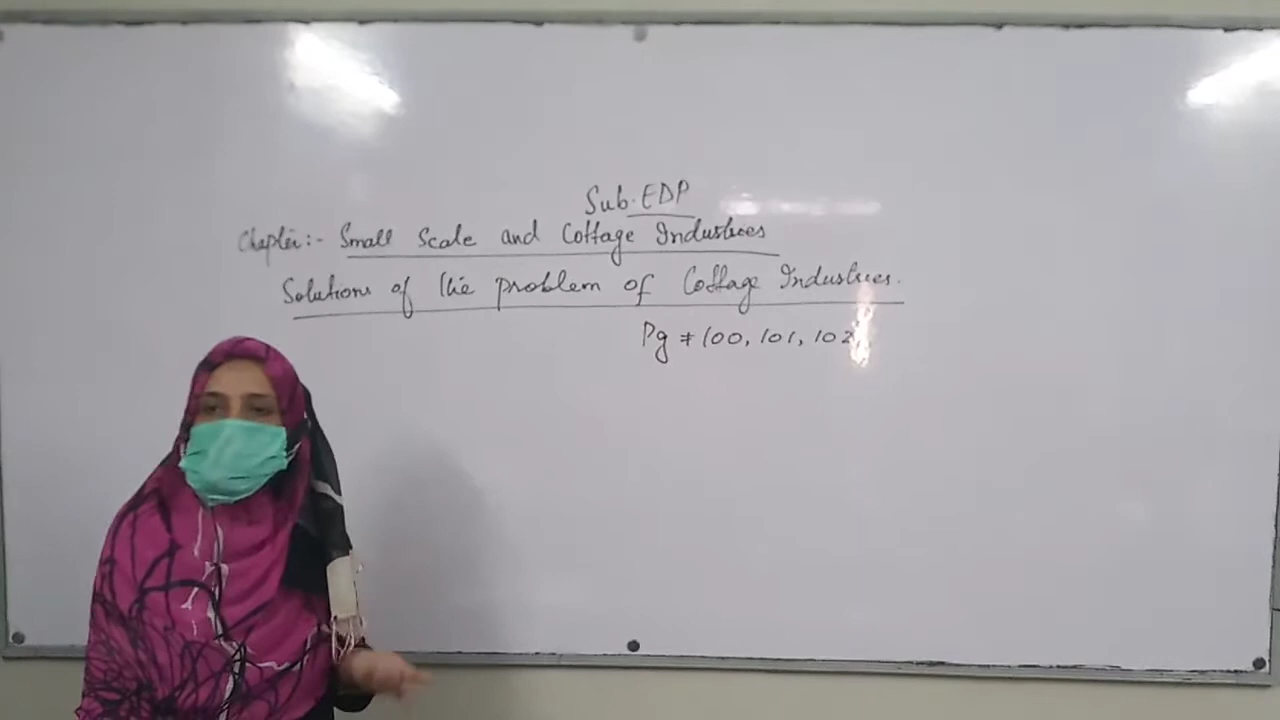 Sub. EDP
Chapter:- Small Scale and Cottage Industries
Solutions of the problem of Cottage Industries.
Pg # 100, 101, 102